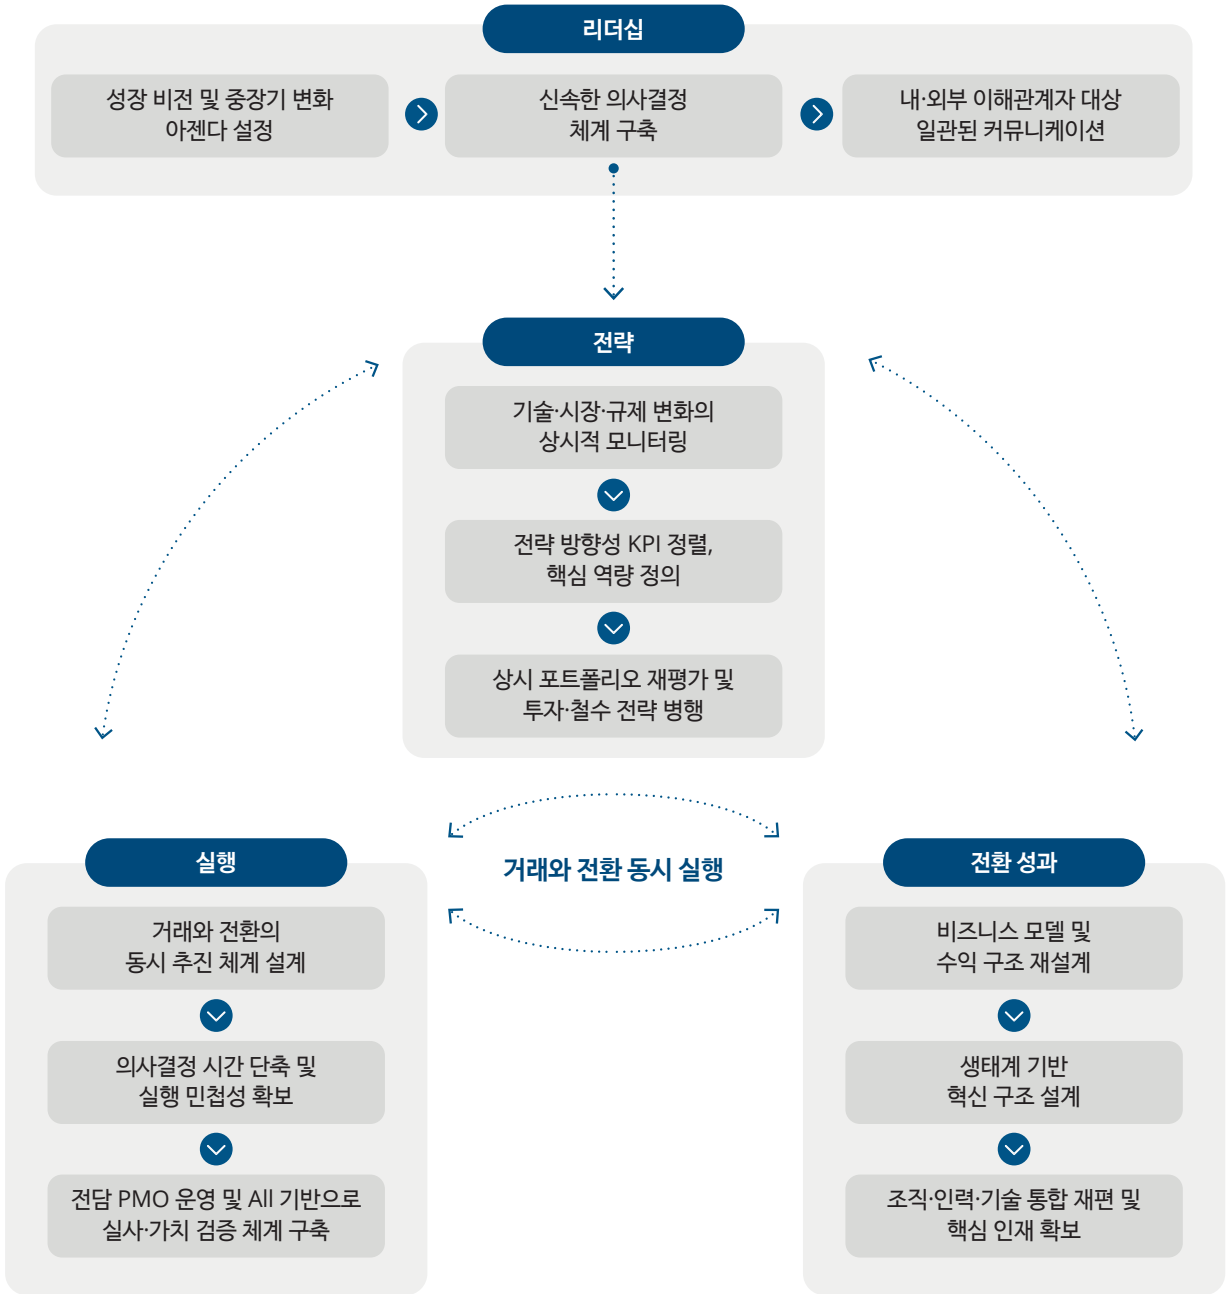 리더십
성장 비전 및 중장기 변화
아젠다 설정
신속한 의사결정
체계 구축
내·외부 이해관계자 대상
일관된 커뮤니케이션
전략
기술·시장·규제 변화의
상시적 모니터링
전략 방향성 KPI 정렬,
핵심 역량 정의
상시 포트폴리오 재평가 및
투자·철수 전략 병행
거래와 전환 동시 실행
실행
거래와 전환의
동시 추진 체계 설계
의사결정 시간 단축 및
실행 민첩성 확보
전담 PMO 운영 및 All 기반으로
실사·가치 검증 체계 구축
전환 성과
비즈니스 모델 및
수익 구조 재설계
생태계 기반
혁신 구조 설계
조직·인력·기술 통합 재편 및
핵심 인재 확보